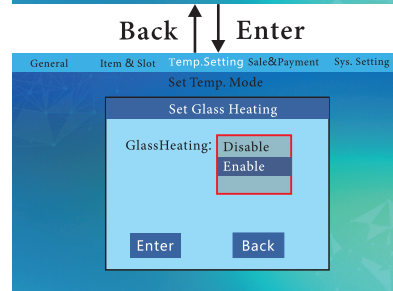 Back Enter
General Item & Slot Temp.Setting Sale&Payment Sys. Setting
Set Temp. Mode
Set Glass Heating
GlassHeating: Disable
Enable
Enter Back